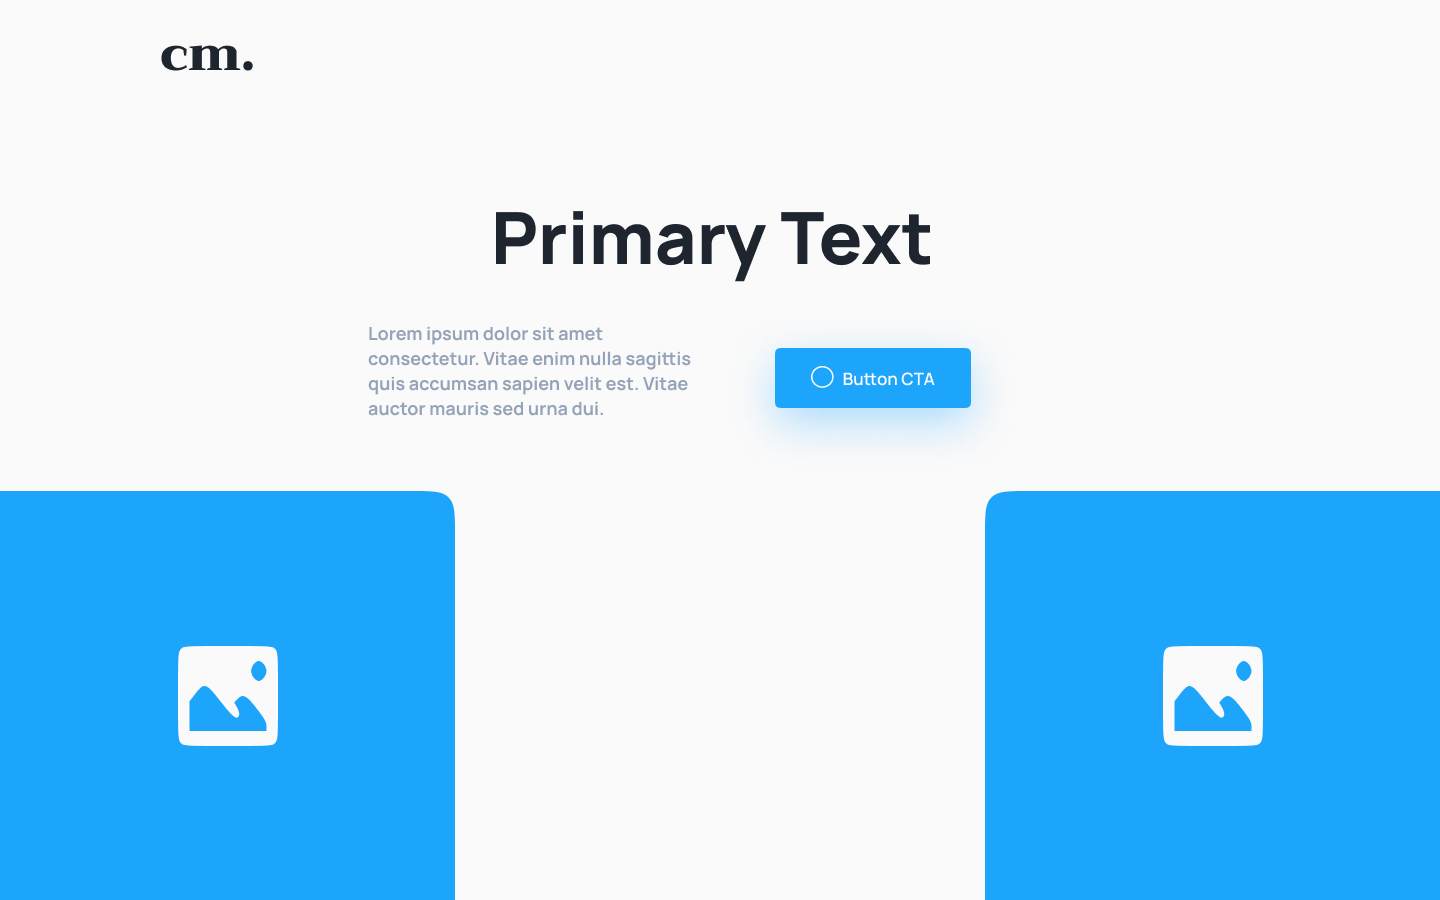 cm.
Primary Text
Lorem ipsum dolor sit amet
consectetur. Vitae enim nulla sagittis
quis accumsan sapien velit est. Vitae
auctor mauris sed urna dui.
Button CTA